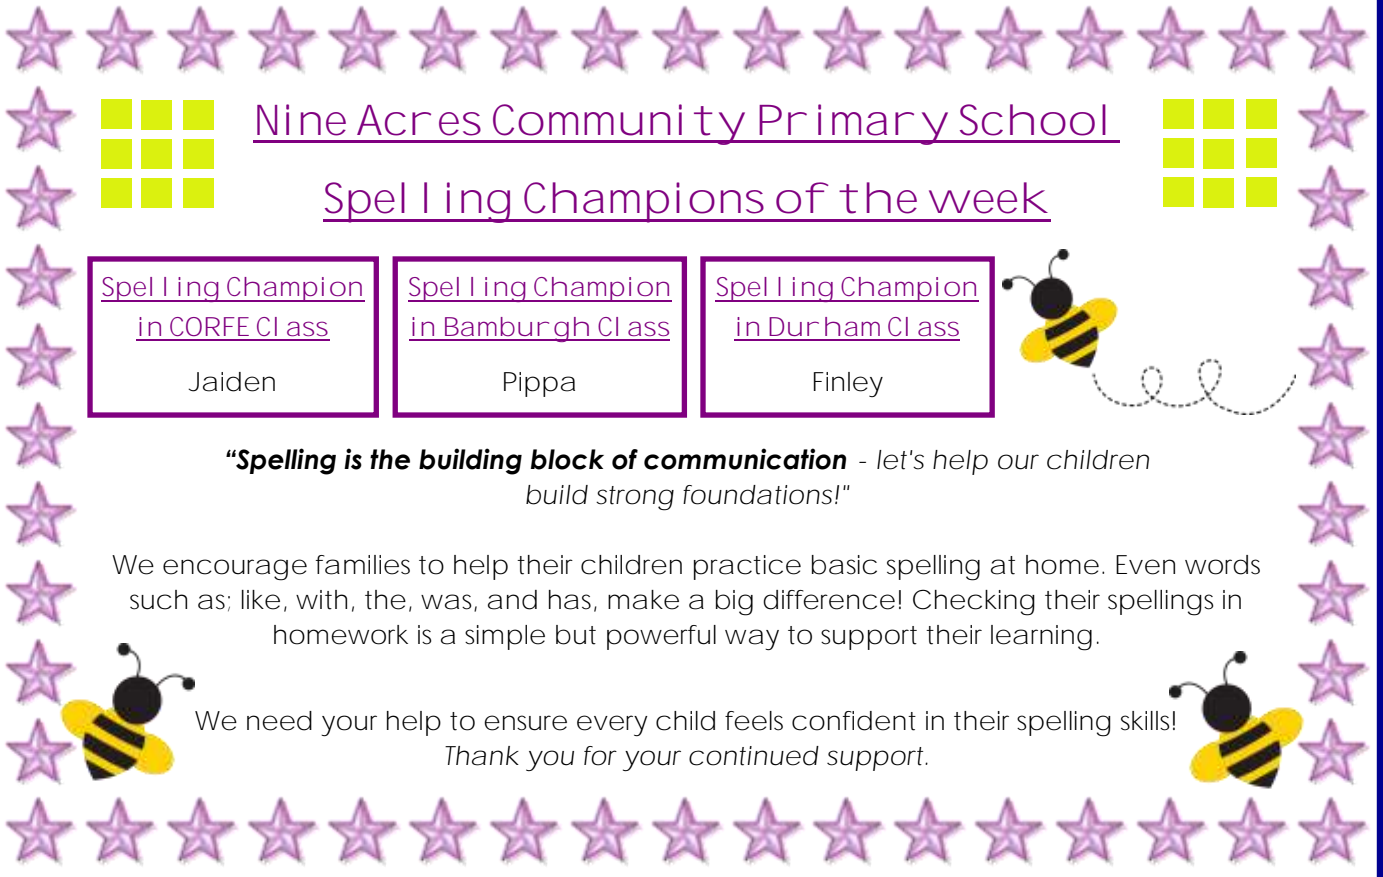 Nine Acres Community Primary School
Spelling Champions of the week
Spelling Champion
in CORFE Class
Jaiden
Spelling Champion
in Bamburgh Class
Pippa
Spelling Champion
in Durham Class
Finley
“Spelling is the building block of communication - let's help our children
build strong foundations!"
We encourage families to help their children practice basic spelling at home. Even words
such as; like, with, the, was, and has, make a big difference! Checking their spellings in
homework is a simple but powerful way to support their learning.
We need your help to ensure every child feels confident in their spelling skills!
Thank you for your continued support.